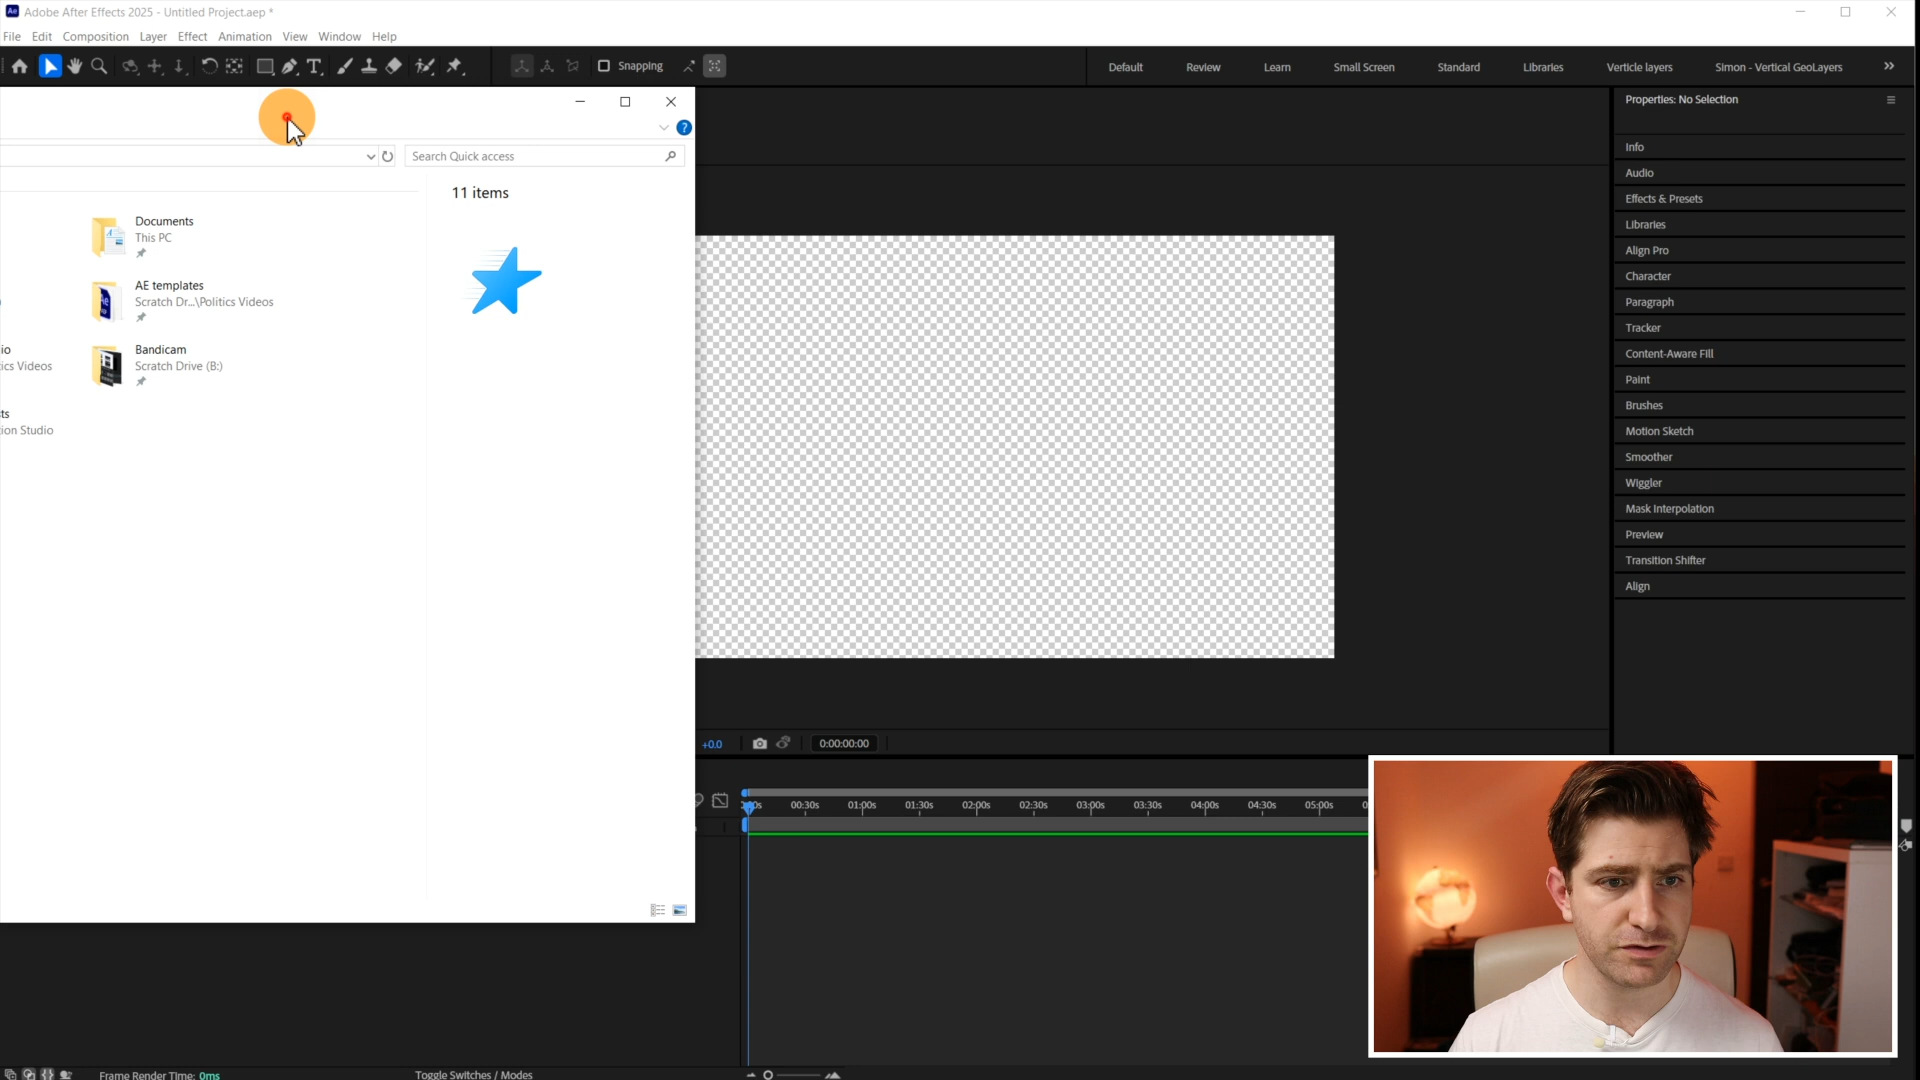 Ae Adobe After Effects 2025 - Untitled Project.aep *
File Edit Composition Layer Effect Animation View Window Help
Snapping
Default Review Learn Small Screen Standard Libraries Verticle layers Simon - Vertical GeoLayers
Search Quick access
11 items
Documents
This PC
AE templates
Scratch Dr...\Politics Videos
io
ics Videos
Bandicam
Scratch Drive (B:)
ts
ion Studio
Properties: No Selection
Info
Audio
Effects & Presets
Libraries
Align Pro
Character
Paragraph
Tracker
Content-Aware Fill
Paint
Brushes
Motion Sketch
Smoother
Wiggler
Mask Interpolation
Preview
Transition Shifter
Align
+0.0 0:00:00:00
00:30s 01:00s 01:30s 02:00s 02:30s 03:00s 03:30s 04:00s 04:30s 05:00s
Frame Render Time: 0ms Toggle Switches / Modes